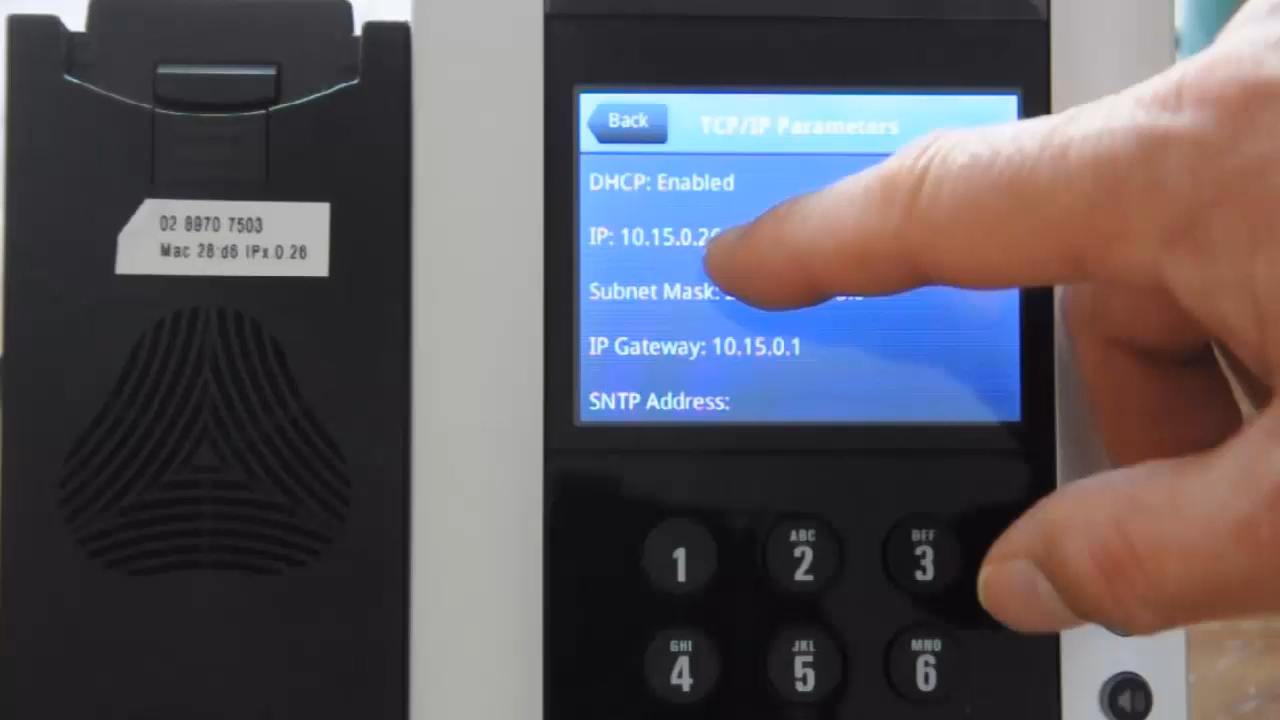 02 8970 7503
Mac 28:d6 IPx 0.26
Back
TCP/IP Parameters
DHCP: Enabled
IP: 10.15.0.26
Subnet Mask:
IP Gateway: 10.15.0.1
SNTP Address:
1
ABC
2
DEF
3
GHI
4
JKL
5
MNO
6